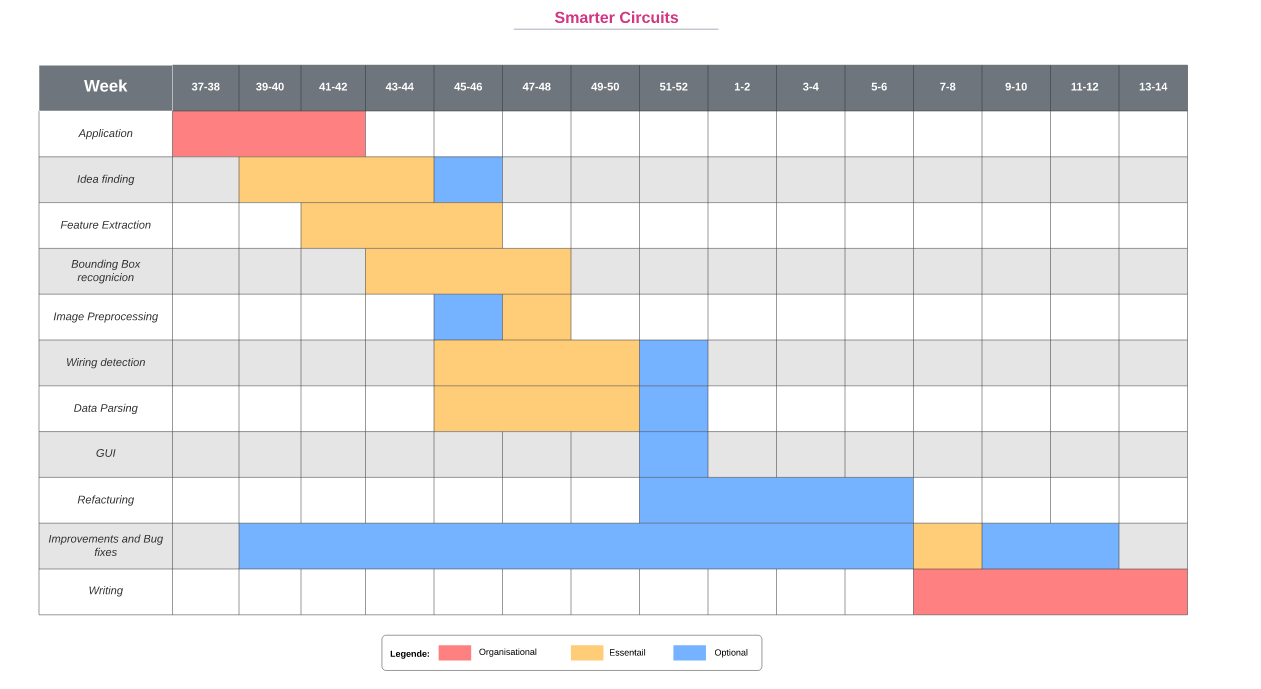 Smarter Circuits
Week 37-38 39-40 41-42 43-44 45-46 47-48 49-50 51-52 1-2 3-4 5-6 7-8 9-10 11-12 13-14
Application
Idea finding
Feature Extraction
Bounding Box
recognicion
Image Preprocessing
Wiring detection
Data Parsing
GUI
Refacturing
Improvements and Bug
fixes
Writing
Legende: Organisational Essentail Optional